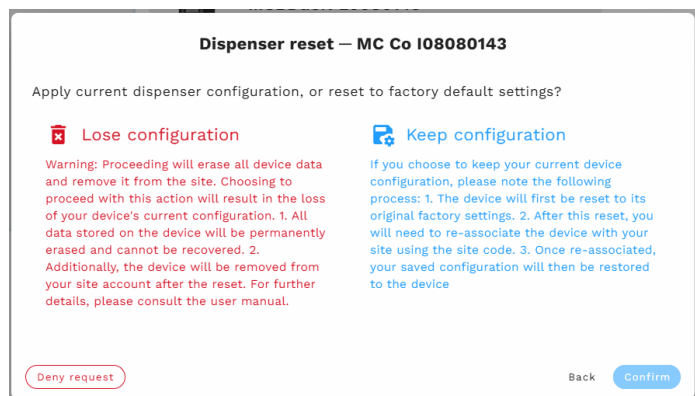 Dispenser reset — MC Co I08080143
Apply current dispenser configuration, or reset to factory default settings?
Lose configuration
Warning: Proceeding will erase all device data
and remove it from the site. Choosing to
proceed with this action will result in the loss
of your device's current configuration. 1. All
data stored on the device will be permanently
erased and cannot be recovered. 2.
Additionally, the device will be removed from
your site account after the reset. For further
details, please consult the user manual.
Keep configuration
If you choose to keep your current device
configuration, please note the following
process: 1. The device will first be reset to its
original factory settings. 2. After this reset, you
will need to re-associate the device with your
site using the site code. 3. Once re-associated,
your saved configuration will then be restored
to the device
Deny request
Back
Confirm